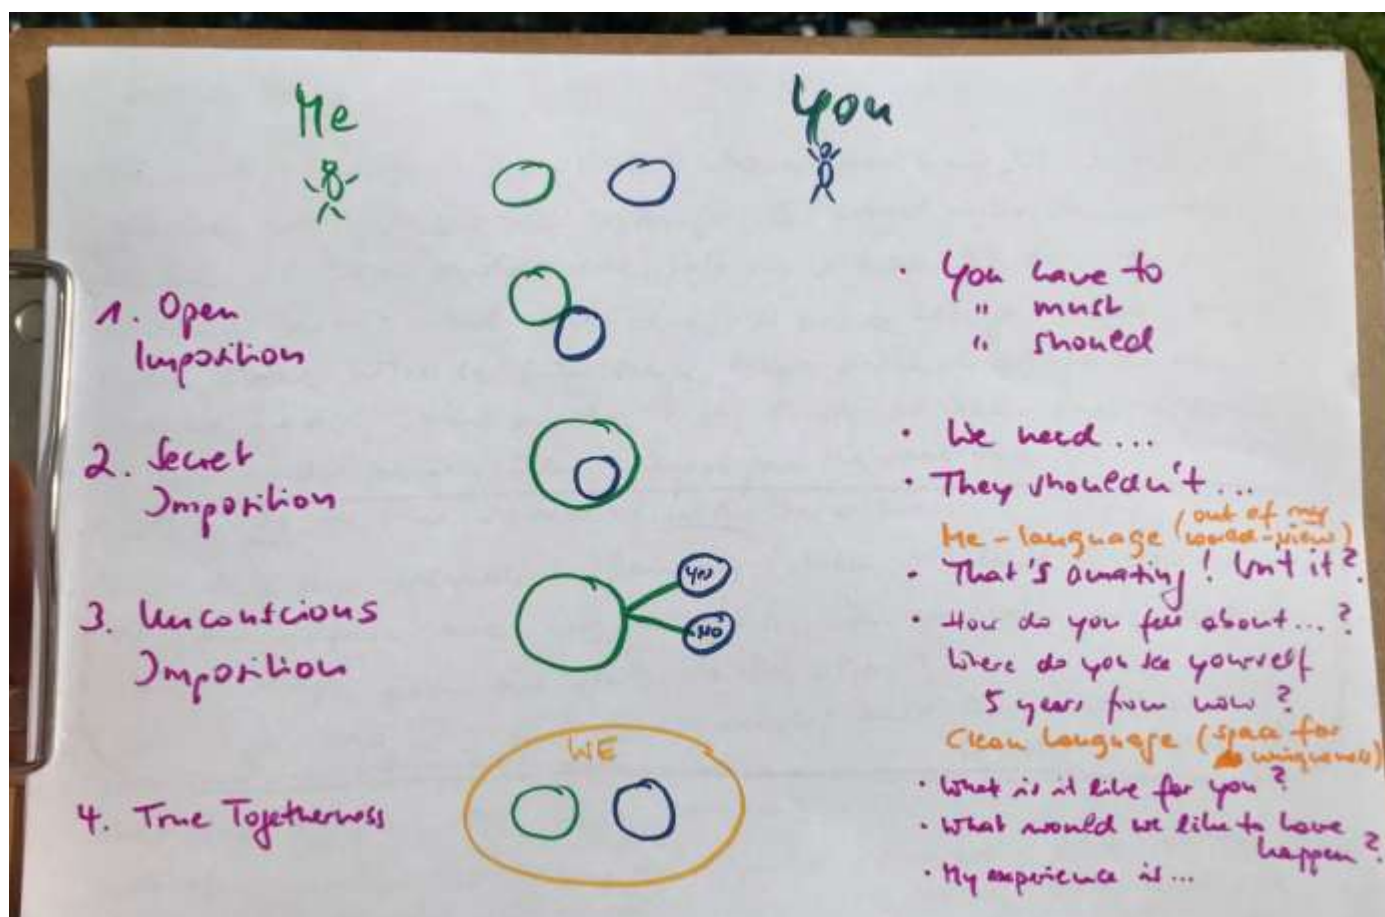 Me
You
1. Open
Imposition
• You have to
" must
" should
2. Secret
Imposition
• We need...
• They shouldn't...
Me-language (out of my
world-view)
• That's amazing! Isn't it?
3. Unconscious
Imposition
Yes
No
• How do you feel about...?
Where do you see yourself
5 years from now?
Clean Language (space for
uniqueness)
4. True Togetherness
WE
• What is it like for you?
• What would we like to have
happen?
• My experience is...